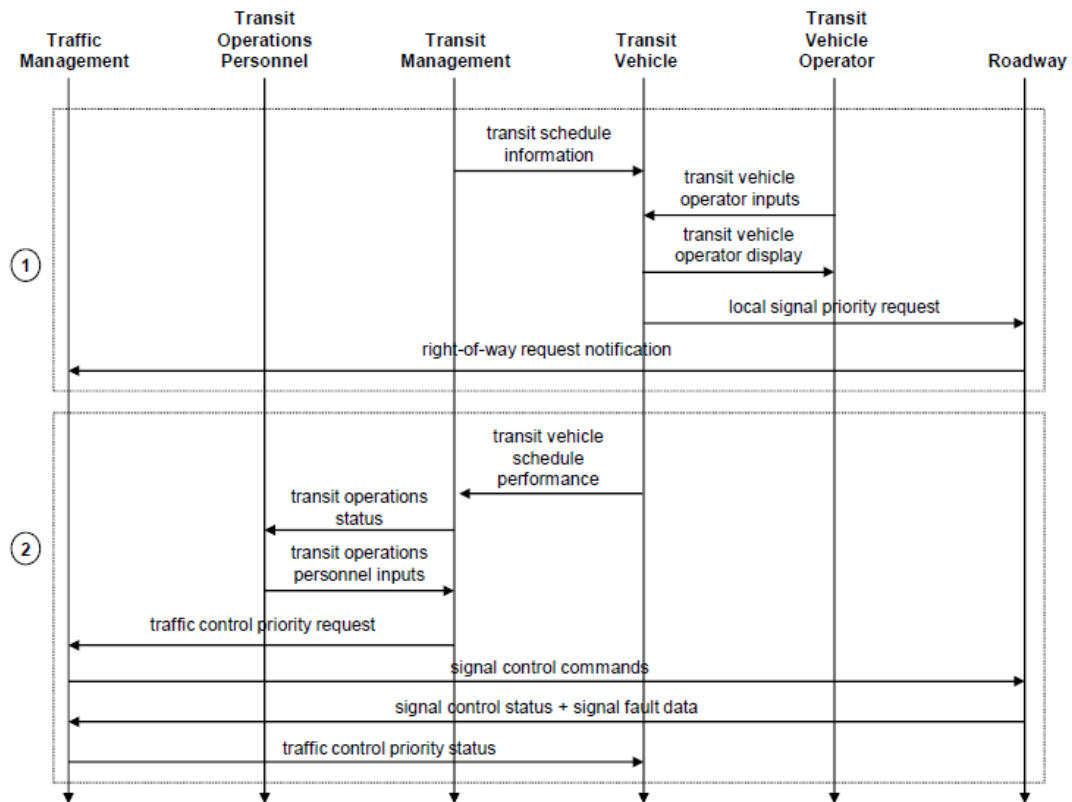 Traffic
Management
Transit
Operations
Personnel
Transit
Management
Transit
Vehicle
Transit
Vehicle
Operator
Roadway
1
transit schedule
information
transit vehicle
operator inputs
transit vehicle
operator display
local signal priority request
right-of-way request notification
2
transit vehicle
schedule
performance
transit operations
status
transit operations
personnel inputs
traffic control priority request
signal control commands
signal control status + signal fault data
traffic control priority status